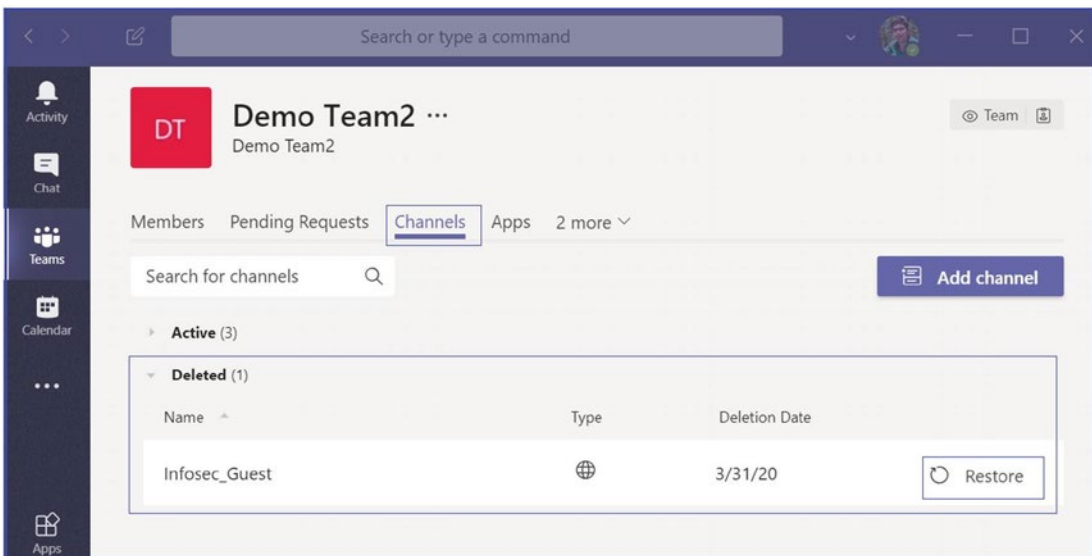 Search or type a command
Activity
Chat
Teams
Calendar
Apps
DT
Demo Team2 ...
Demo Team2
Team
Members Pending Requests Channels Apps 2 more
Search for channels
Add channel
Active (3)
Deleted (1)
Name Type Deletion Date
Infosec_Guest 3/31/20 Restore